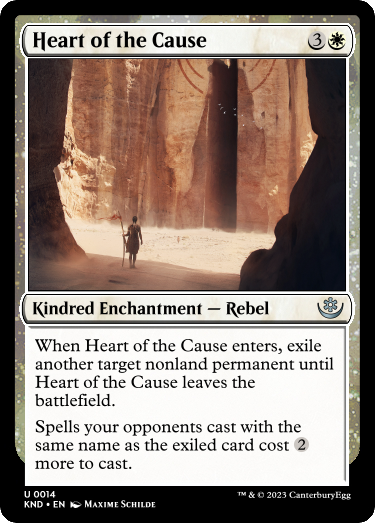 Heart of the Cause 3
Kindred Enchantment — Rebel
When Heart of the Cause enters, exile
another target nonland permanent until
Heart of the Cause leaves the
battlefield.
Spells your opponents cast with the
same name as the exiled card cost 2
more to cast.
U 0014
KND • EN Maxime Schilde
™ & © 2023 CanterburyEgg